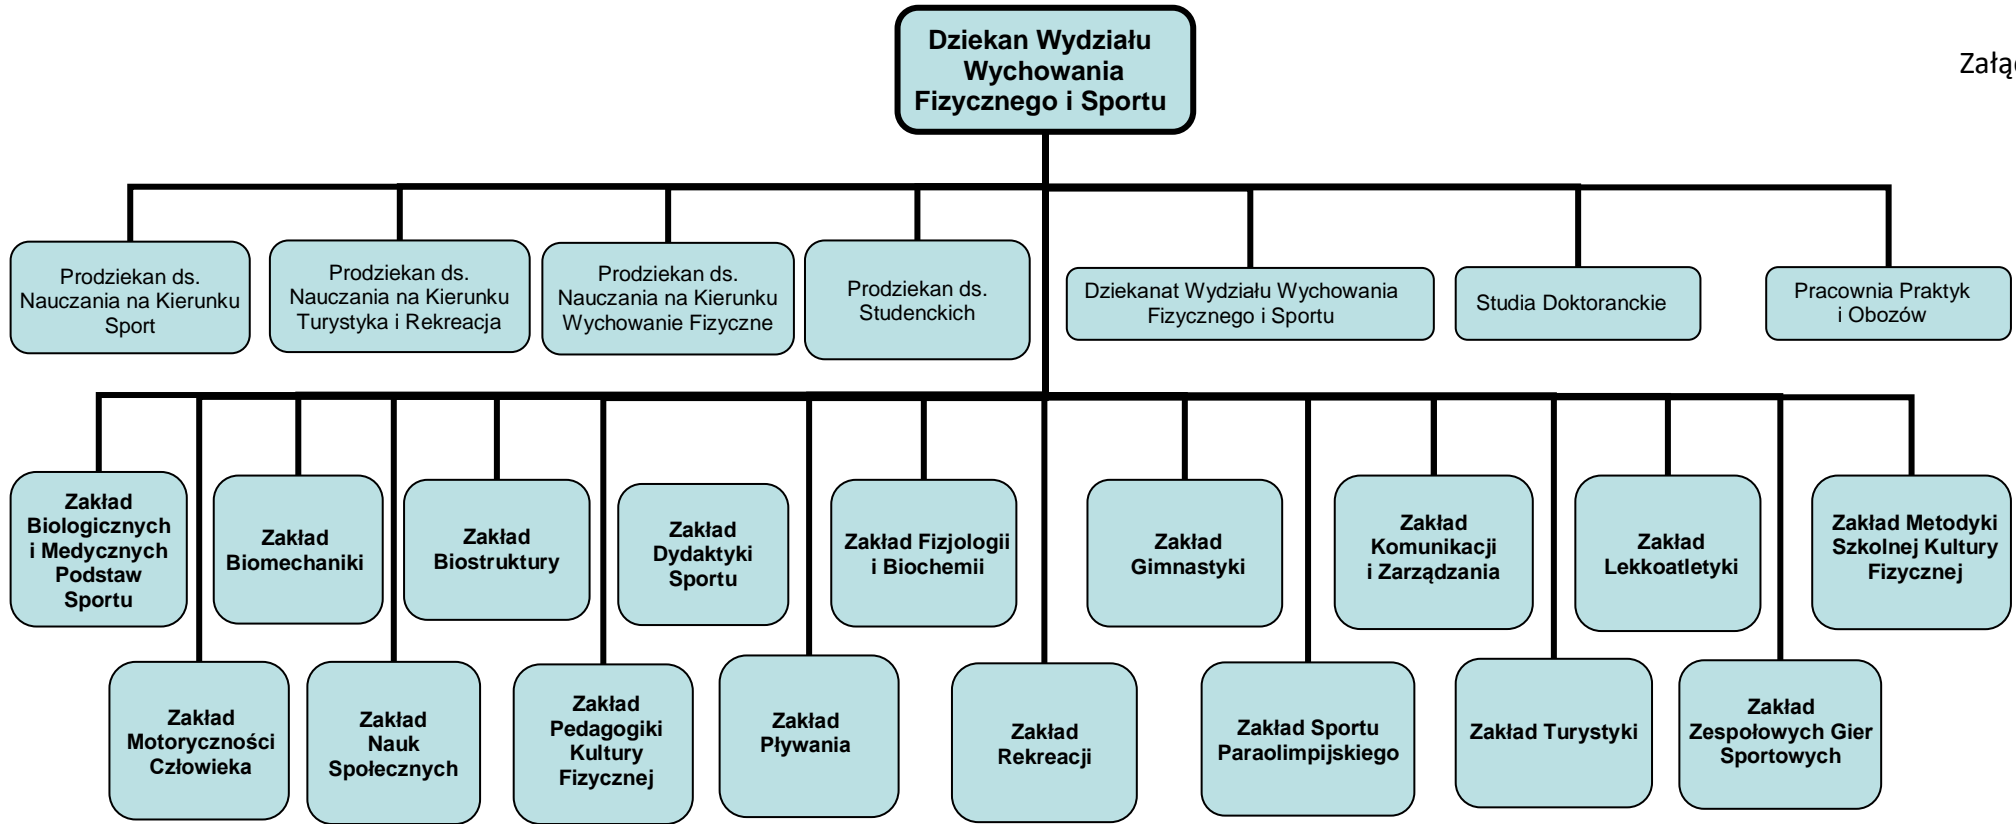 Dziekan Wydziału
Wychowania
Fizycznego i Sportu
Prodziekan ds.
Nauczania na Kierunku
Sport
Prodziekan ds.
Nauczania na Kierunku
Turystyka i Rekreacja
Prodziekan ds.
Nauczania na Kierunku
Wychowanie Fizyczne
Prodziekan ds.
Studenckich
Dziekanat Wydziału Wychowania
Fizycznego i Sportu
Studia Doktoranckie
Pracownia Praktyk
i Obozów
Zakład
Biologicznych
i Medycznych
Podstaw
Sportu
Zakład
Biomechaniki
Zakład
Biostruktury
Zakład
Dydaktyki
Sportu
Zakład Fizjologii
i Biochemii
Zakład
Gimnastyki
Zakład
Komunikacji
i Zarządzania
Zakład
Lekkoatletyki
Zakład Metodyki
Szkolnej Kultury
Fizycznej
Zakład
Motoryczności
Człowieka
Zakład
Nauk
Społecznych
Zakład
Pedagogiki
Kultury
Fizycznej
Zakład
Pływania
Zakład
Rekreacji
Zakład Sportu
Paraolimpijskiego
Zakład Turystyki
Zakład
Zespołowych Gier
Sportowych